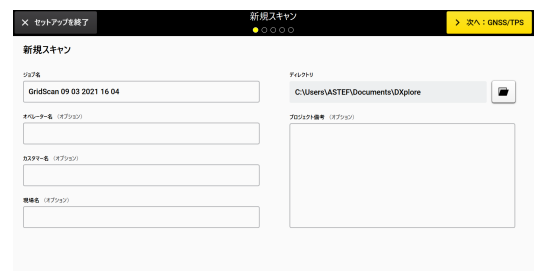 × セットアップを終了
新規スキャン
> 次へ：GNSS/TPS
新規スキャン
ジョブ名
GridScan 09 03 2021 16 04
オペレーター名 （オプション）
カスタマー名 （オプション）
現場名 （オプション）
ディレクトリ
C:\Users\ASTEF\Documents\DXplore
プロジェクト備考 （オプション）